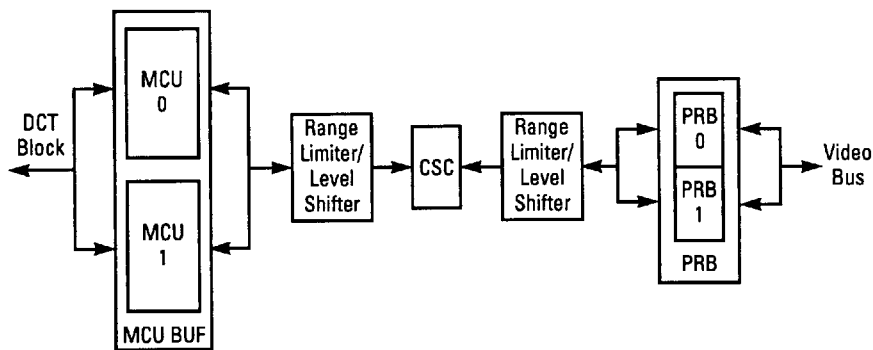 DCT
Block
MCU
0
MCU
1
MCU BUF
Range
Limiter/
Level
Shifter
CSC
Range
Limiter/
Level
Shifter
PRB
0
PRB
1
PRB
Video
Bus